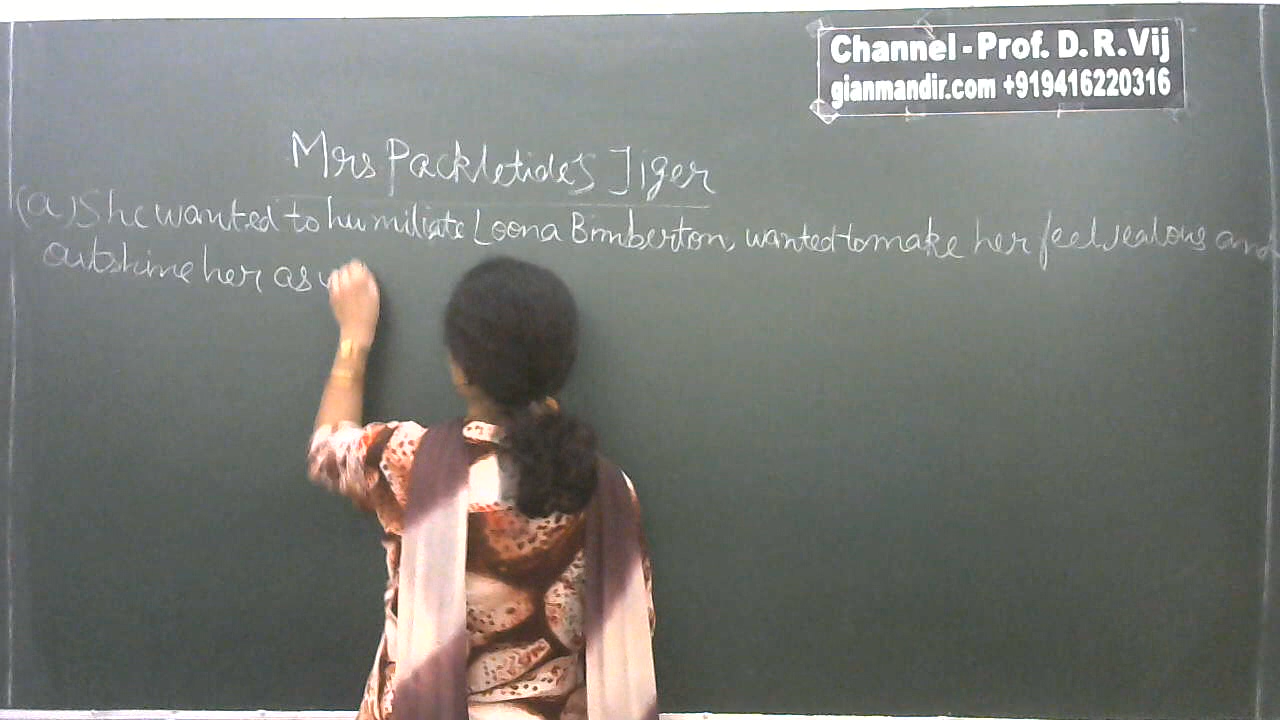 Channel - Prof. D. R. Vij
gianmandir.com +919416220316
Mrs Packletide's Tiger
(a) She wanted to humiliate Loona Bimberton, wanted to make her feel jealous and
outshine her as